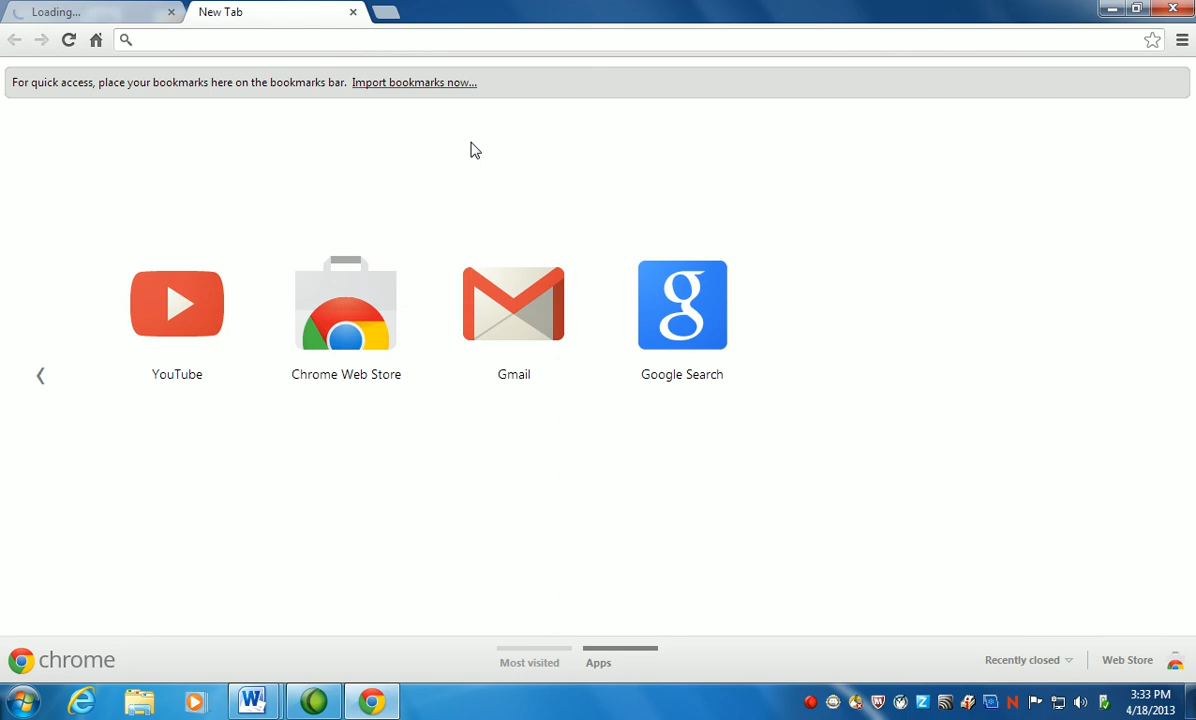 Loading...
New Tab
For quick access, place your bookmarks here on the bookmarks bar. Import bookmarks now...
YouTube
Chrome Web Store
Gmail
Google Search
chrome
Most visited
Apps
Recently closed
Web Store
3:33 PM
4/18/2013